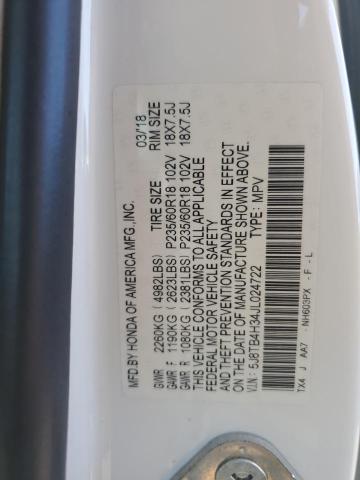 MFD BY HONDA OF AMERICA MFG.,INC. 03/18
TIRE SIZE RIM SIZE
GVWR 2260KG (4982LBS)
GAWR F 1190KG (2623LBS) P235/60R18 102V 18X7.5J
GAWR R 1080KG (2381LBS) P235/60R18 102V 18X7.5J
THIS VEHICLE CONFORMS TO ALL APPLICABLE
FEDERAL MOTOR VEHICLE SAFETY
AND THEFT PREVENTION STANDARDS IN EFFECT
ON THE DATE OF MANUFACTURE SHOWN ABOVE.
V.I.N: 5J8TB4H34JL024722 TYPE: MPV
TX4 J AA7 NH603PX - F - L